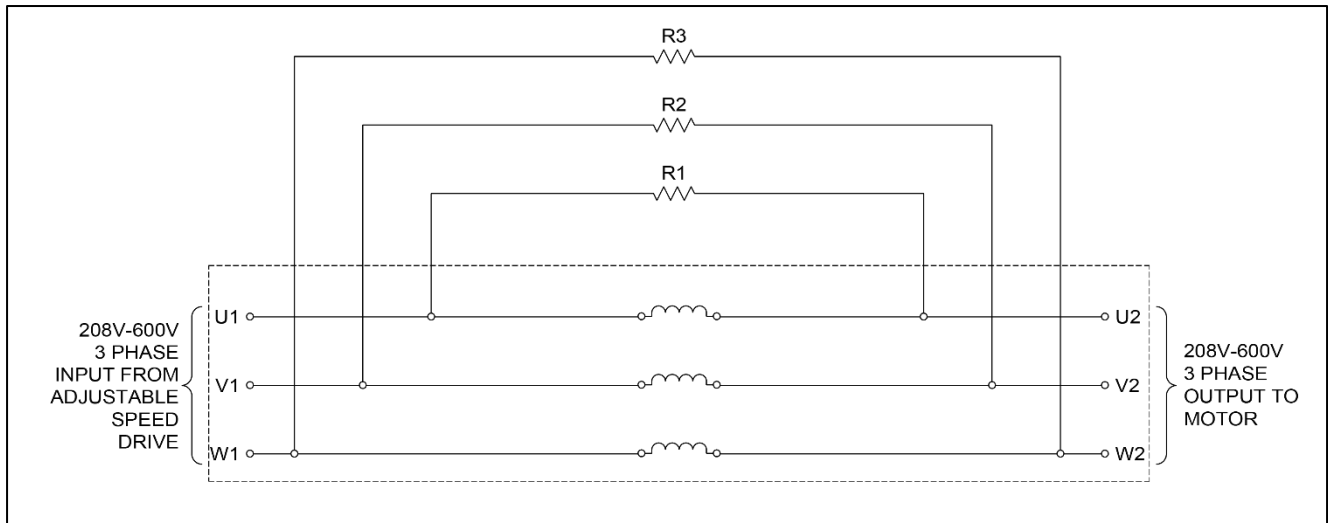 R3
R2
R1
208V-600V
3 PHASE
INPUT FROM
ADJUSTABLE
SPEED
DRIVE
U1
V1
W1
U2
V2
W2
208V-600V
3 PHASE
OUTPUT TO
MOTOR